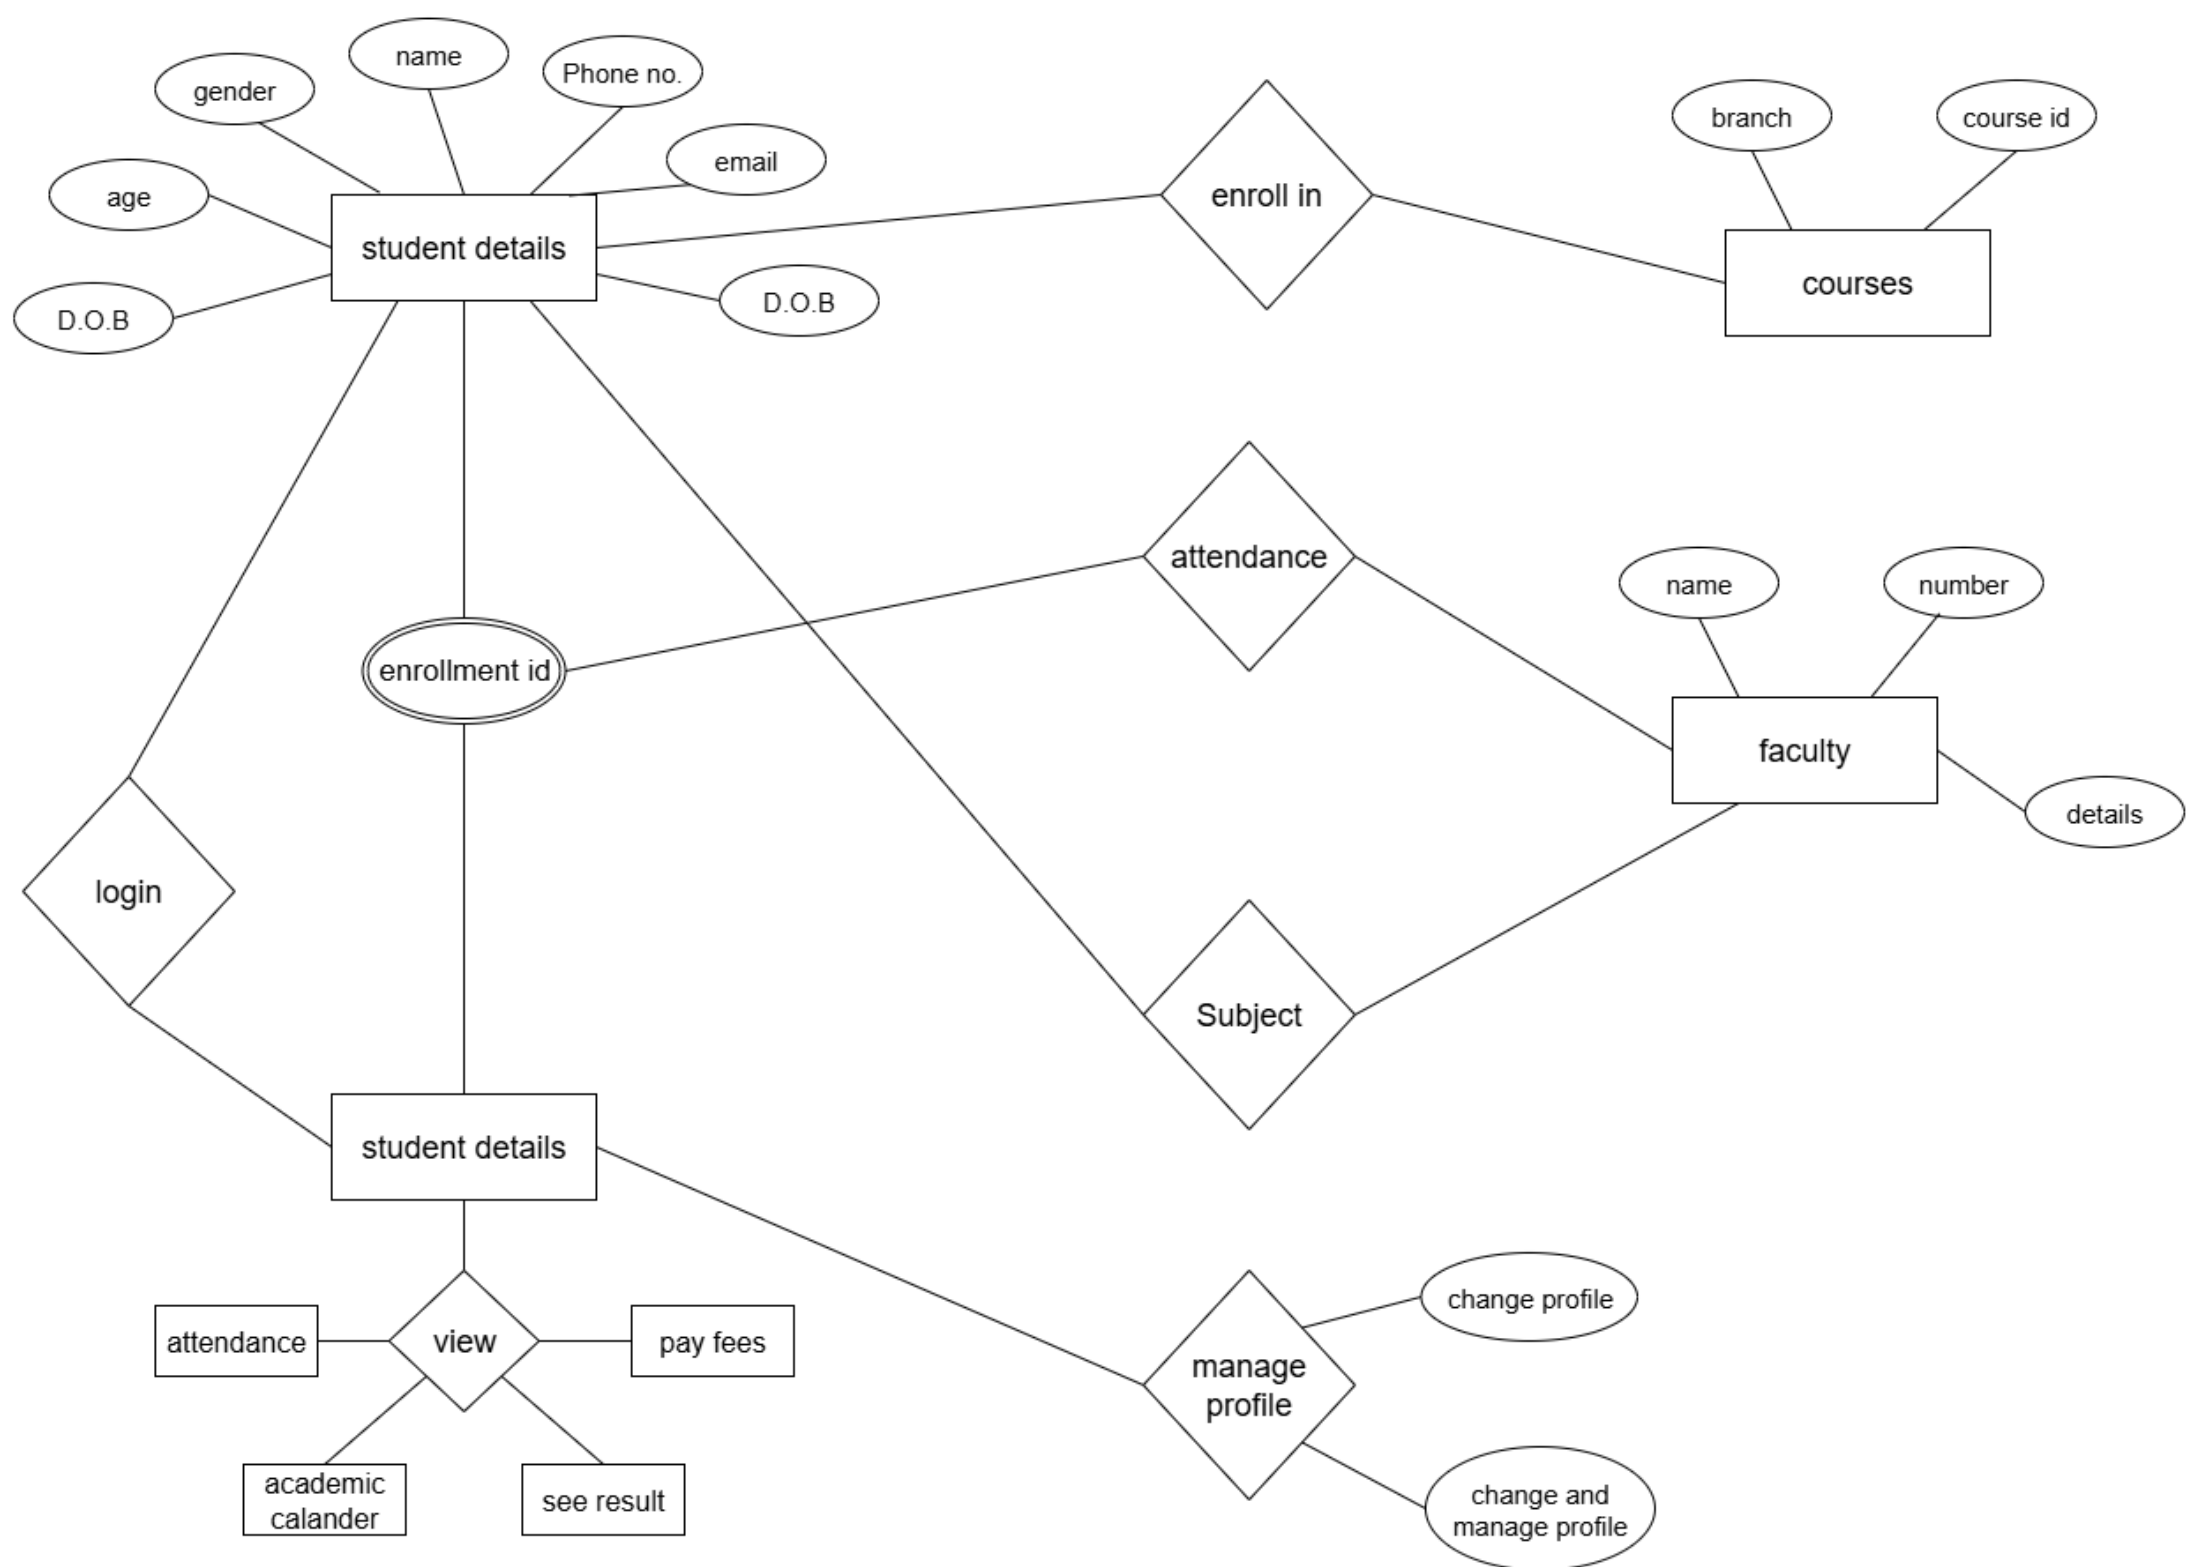 name
Phone no.
gender
branch
course id
email
age
enroll in
student details
courses
D.O.B
D.O.B
attendance
name
number
enrollment id
faculty
details
login
Subject
student details
change profile
attendance
view
pay fees
manage
profile
academic
calander
see result
change and
manage profile